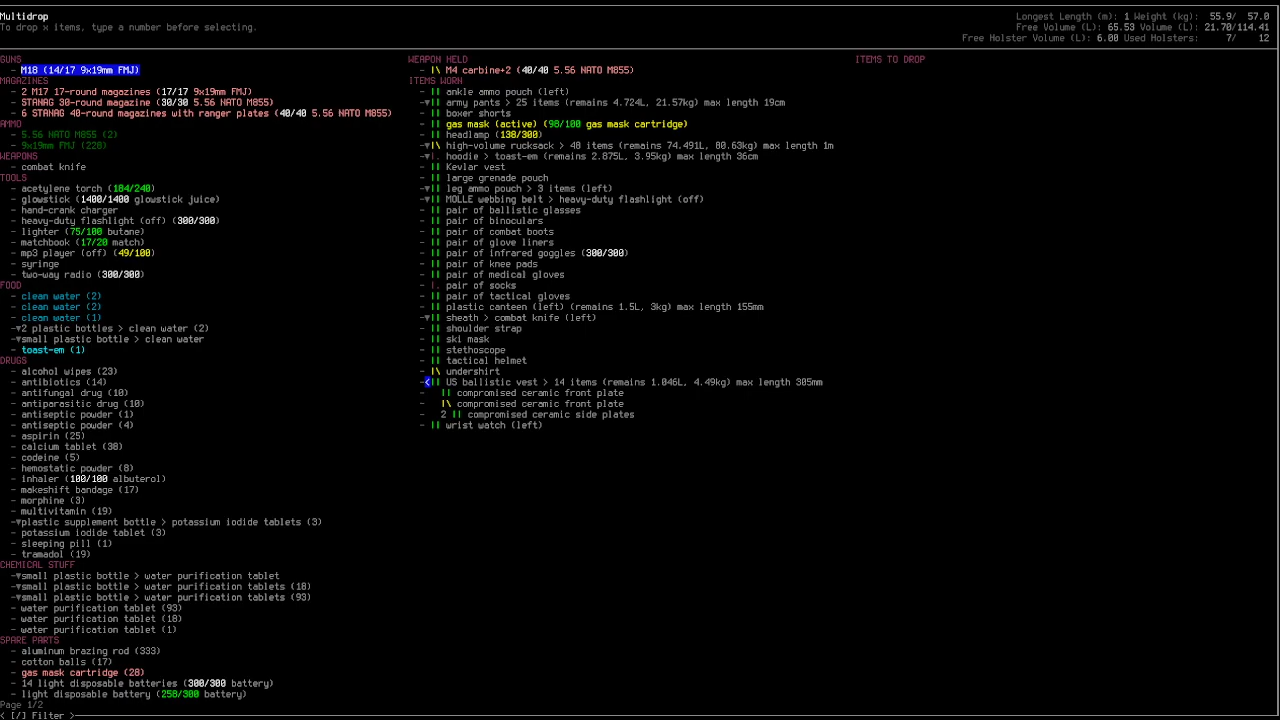 Multidrop
To drop x items, type a number before selecting.
Longest Length (m): 1 Weight (kg): 55.9/ 57.0
Free Volume (L): 65.53 Volume (L): 21.70/114.41
Free Holster Volume (L): 6.00 Used Holsters: 7/ 12
GUNS
- M18 (14/17 9x19mm FMJ)
MAGAZINES
- 2 M17 17-round magazines (17/17 9x19mm FMJ)
- STANAG 30-round magazine (30/30 5.56 NATO M855)
- 6 STANAG 40-round magazines with ranger plates (40/40 5.56 NATO M855)
AMMO
- 5.56 NATO M855 (2)
- 9x19mm FMJ (220)
WEAPONS
- combat knife
TOOLS
- acetylene torch (184/240)
- glowstick (1400/1400 glowstick juice)
- hand-crank charger
- heavy-duty flashlight (off) (300/300)
- lighter (75/100 butane)
- matchbook (17/20 match)
- mp3 player (off) (49/100)
- syringe
- two-way radio (300/300)
FOOD
- clean water (2)
- clean water (2)
- clean water (1)
-▼2 plastic bottles > clean water (2)
-▼small plastic bottle > clean water
- toast-em (1)
DRUGS
- alcohol wipes (23)
- antibiotics (14)
- antifungal drug (10)
- antiparasitic drug (10)
- antiseptic powder (1)
- antiseptic powder (4)
- aspirin (25)
- calcium tablet (38)
- codeine (5)
- hemostatic powder (8)
- inhaler (100/100 albuterol)
- makeshift bandage (17)
- morphine (3)
- multivitamin (19)
-▼plastic supplement bottle > potassium iodide tablets (3)
- potassium iodide tablet (3)
- sleeping pill (1)
- tramadol (19)
CHEMICAL STUFF
-▼small plastic bottle > water purification tablet
-▼small plastic bottle > water purification tablets (18)
-▼small plastic bottle > water purification tablets (93)
- water purification tablet (93)
- water purification tablet (18)
- water purification tablet (1)
SPARE PARTS
- aluminum brazing rod (333)
- cotton balls (17)
- gas mask cartridge (28)
- 14 light disposable batteries (300/300 battery)
- light disposable battery (258/300 battery)
Page 1/2
< [/] Filter >
WEAPON HELD
- |\ M4 carbine+2 (40/40 5.56 NATO M855)
ITEMS WORN
- || ankle ammo pouch (left)
-▼|| army pants > 25 items (remains 4.724L, 21.57kg) max length 19cm
- || boxer shorts
- || gas mask (active) (98/100 gas mask cartridge)
- || headlamp (138/300)
-▼|\ high-volume rucksack > 48 items (remains 74.491L, 80.63kg) max length 1m
-▼|. hoodie > toast-em (remains 2.875L, 3.95kg) max length 36cm
- || Kevlar vest
- || large grenade pouch
-▼|| leg ammo pouch > 3 items (left)
-▼|| MOLLE webbing belt > heavy-duty flashlight (off)
- || pair of ballistic glasses
- || pair of binoculars
- || pair of combat boots
- || pair of glove liners
- || pair of infrared goggles (300/300)
- || pair of knee pads
- || pair of medical gloves
- |. pair of socks
- || pair of tactical gloves
- || plastic canteen (left) (remains 1.5L, 3kg) max length 155mm
-▼|| sheath > combat knife (left)
- || shoulder strap
- || ski mask
- || stethoscope
- || tactical helmet
- |\ undershirt
-<|| US ballistic vest > 14 items (remains 1.046L, 4.49kg) max length 305mm
- || compromised ceramic front plate
- |\ compromised ceramic front plate
- 2 || compromised ceramic side plates
- || wrist watch (left)
ITEMS TO DROP